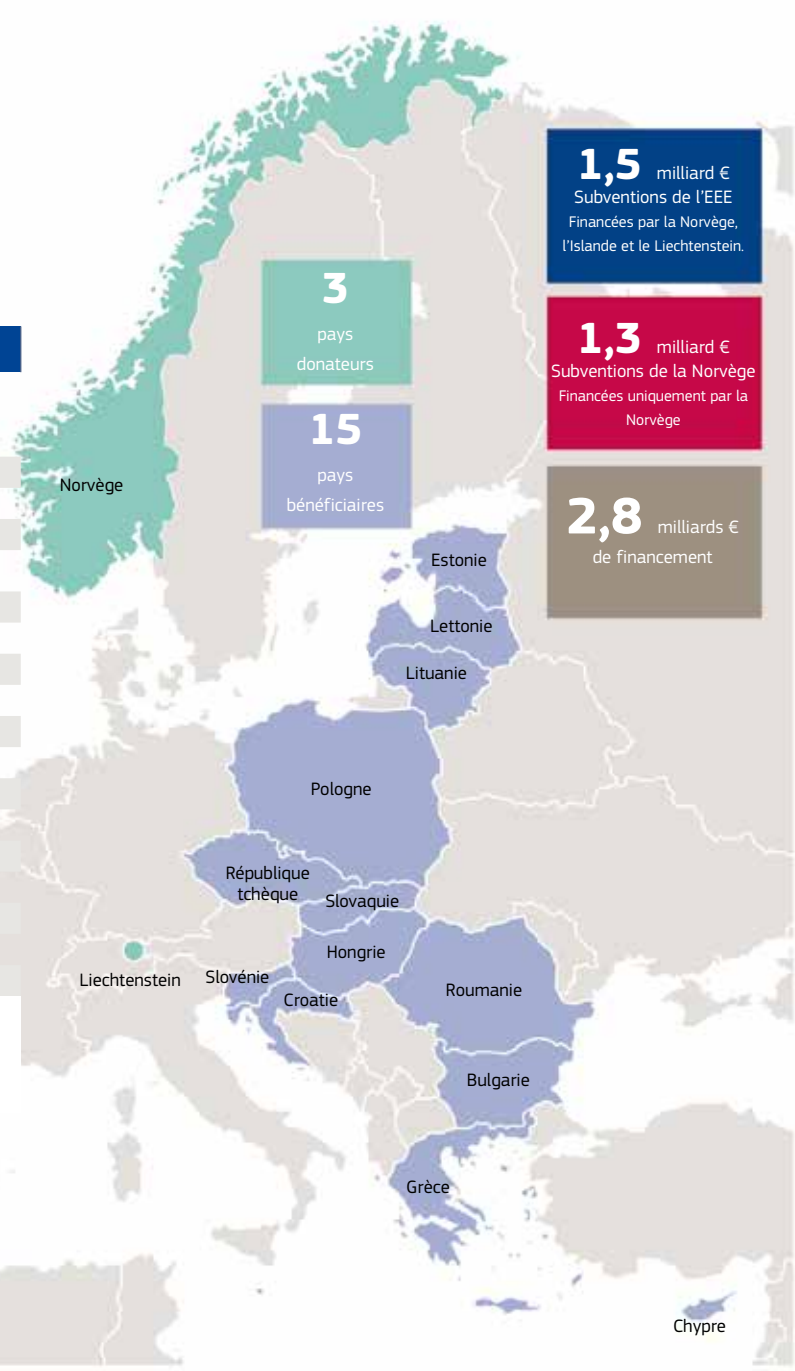 1,5 milliard €
Subventions de l'EEE
Financées par la Norvège,
l'Islande et le Liechtenstein.
3
pays
donateurs
1,3 milliard €
Subventions de la Norvège
Financées uniquement par la
Norvège
15
pays
bénéficiaires
2,8 milliards €
de financement
Norvège
Estonie
Lettonie
Lituanie
Pologne
République
tchèque
Slovaquie
Hongrie
Liechtenstein
Slovénie
Croatie
Roumanie
Bulgarie
Grèce
Chypre